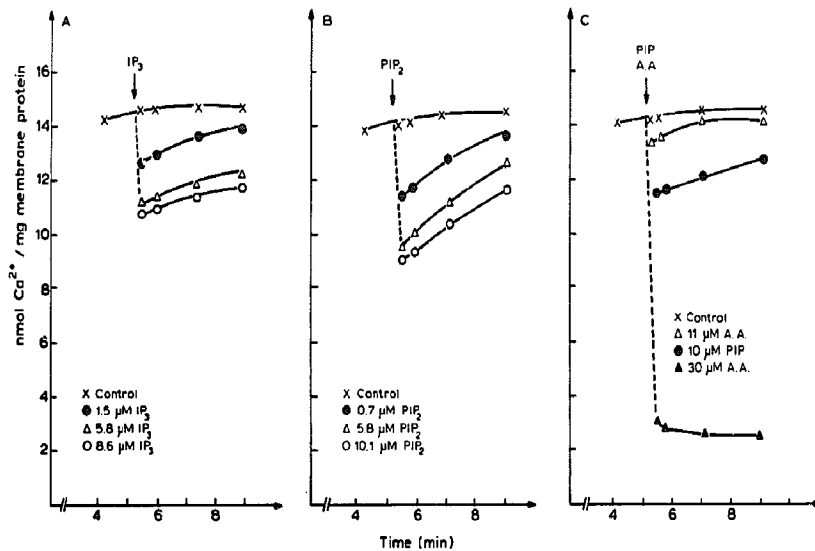 A
IP3
16
14
12
10
8
6
4
2
nmol Ca2+ / mg membrane protein
x Control
● 1.5 µM IP3
△ 5.8 µM IP3
○ 8.6 µM IP3
4 6 8
B
PIP2
x Control
● 0.7 µM PIP2
△ 5.8 µM PIP2
○ 10.1 µM PIP2
4 6 8
Time (min)
C
PIP
A.A
x Control
△ 11 µM A.A.
● 10 µM PIP
▲ 30 µM A.A.
4 6 8